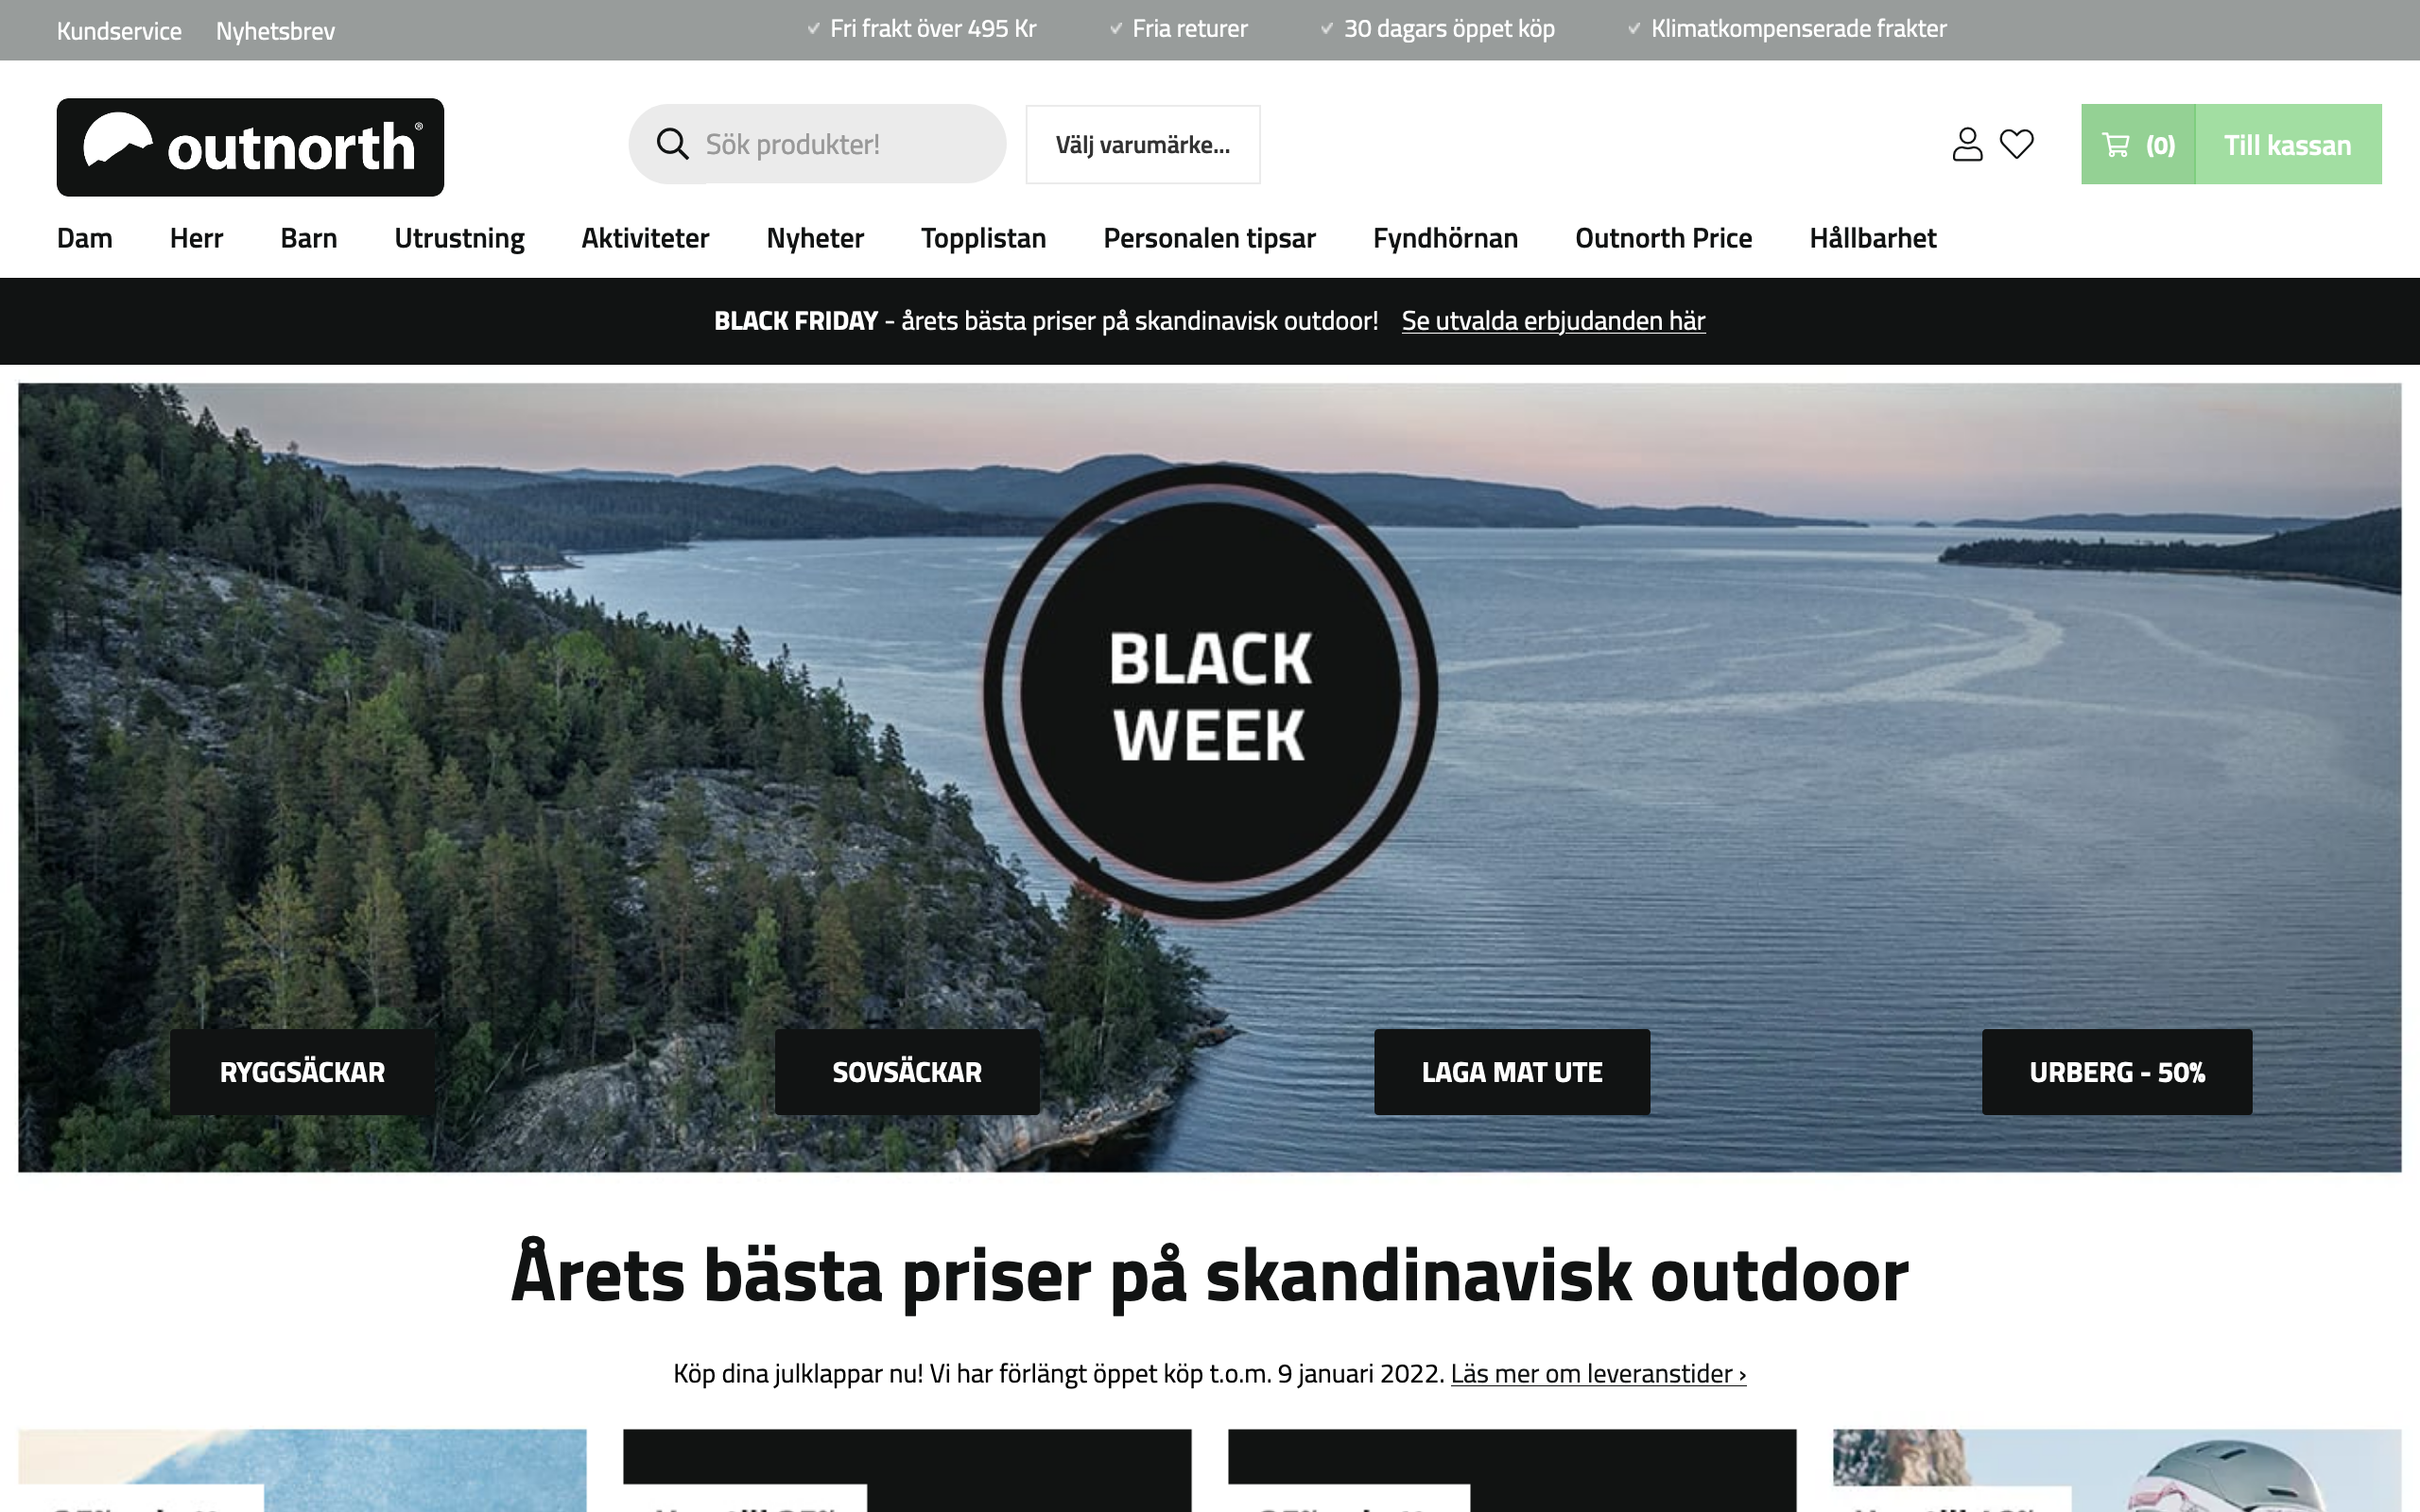 Kundservice Nyhetsbrev
Fri frakt över 495 Kr Fria returer 30 dagars öppet köp Klimatkompenserade frakter
outnorth®
Sök produkter!
Välj varumärke...
(0) Till kassan
Dam Herr Barn Utrustning Aktiviteter Nyheter Topplistan Personalen tipsar Fyndhörnan Outnorth Price Hållbarhet
BLACK FRIDAY - årets bästa priser på skandinavisk outdoor! Se utvalda erbjudanden här
BLACK
WEEK
RYGGSÄCKAR
SOVSÄCKAR
LAGA MAT UTE
URBERG - 50%
Årets bästa priser på skandinavisk outdoor
Köp dina julklappar nu! Vi har förlängt öppet köp t.o.m. 9 januari 2022. Läs mer om leveranstider ›